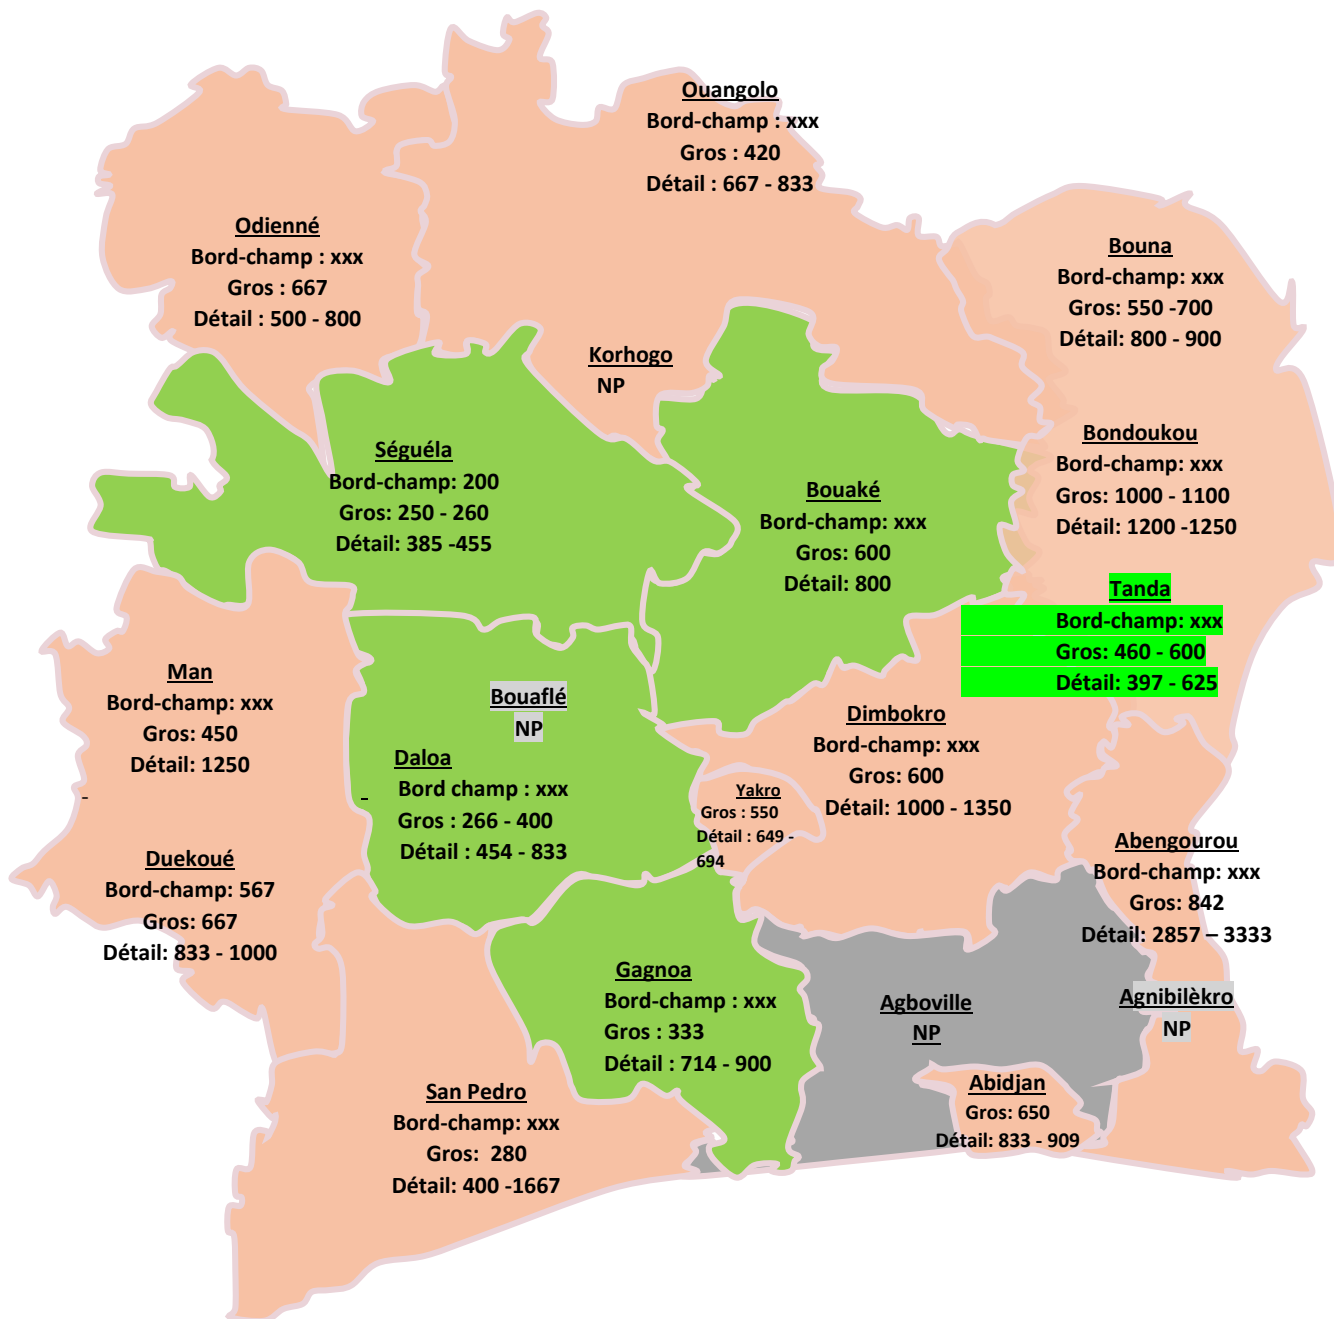 Ouangolo
Bord-champ : xxx
Gros : 420
Détail : 667 - 833
Odienné
Bord-champ : xxx
Gros : 667
Détail : 500 - 800
Bouna
Bord-champ: xxx
Gros: 550 -700
Détail: 800 - 900
Korhogo
NP
Séguéla
Bord-champ: 200
Gros: 250 - 260
Détail: 385 -455
Bouaké
Bord-champ: xxx
Gros: 600
Détail: 800
Bondoukou
Bord-champ: xxx
Gros: 1000 - 1100
Détail: 1200 -1250
Tanda
Bord-champ: xxx
Gros: 460 - 600
Détail: 397 - 625
Man
Bord-champ: xxx
Gros: 450
Détail: 1250
Bouaflé
NP
Daloa
Bord champ : xxx
Gros : 266 - 400
Détail : 454 - 833
Yakro
Gros : 550
Détail : 649 -
694
Dimbokro
Bord-champ: xxx
Gros: 600
Détail: 1000 - 1350
Duekoué
Bord-champ: 567
Gros: 667
Détail: 833 - 1000
Abengourou
Bord-champ: xxx
Gros: 842
Détail: 2857 – 3333
Gagnoa
Bord-champ : xxx
Gros : 333
Détail : 714 - 900
Agboville
NP
Agnibilèkro
NP
San Pedro
Bord-champ: xxx
Gros:  280
Détail: 400 -1667
Abidjan
Gros: 650
Détail: 833 - 909